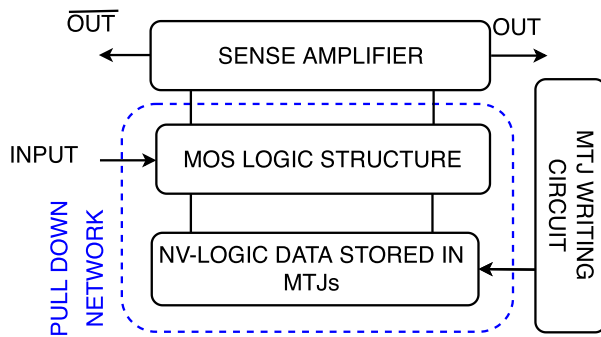 OUT
OUT
SENSE AMPLIFIER
INPUT
MOS LOGIC STRUCTURE
MTJ WRITING
CIRCUIT
PULL DOWN
NETWORK
NV-LOGIC DATA STORED IN
MTJs